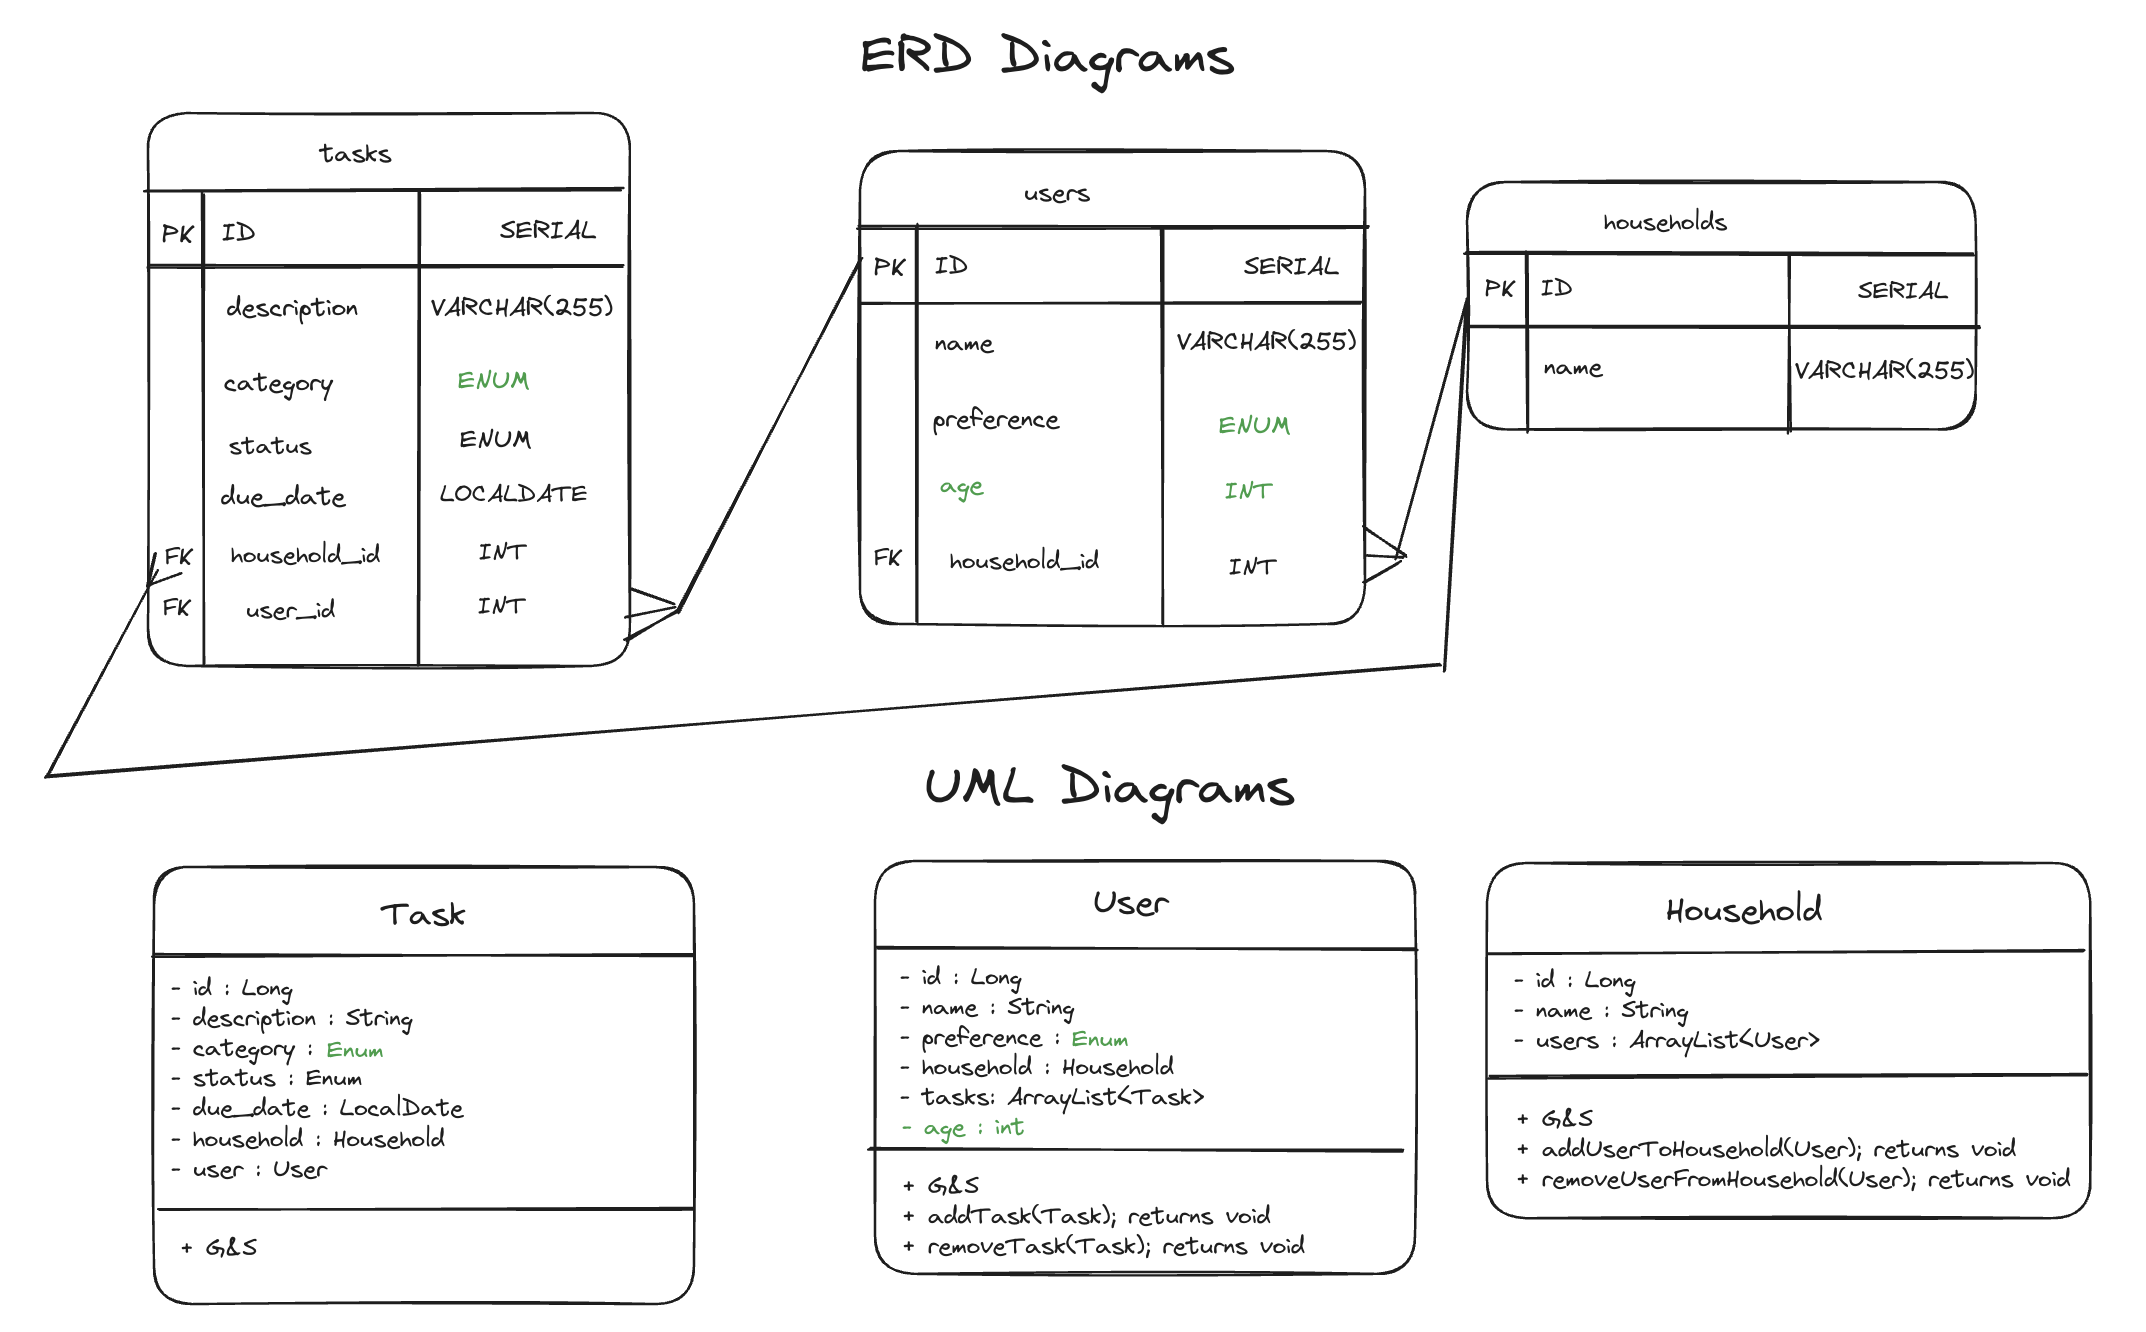 ERD Diagrams
tasks
PK ID SERIAL
description VARCHAR(255)
category ENUM
status ENUM
due_date LOCALDATE
FK household_id INT
FK user_id INT
users
PK ID SERIAL
name VARCHAR(255)
preference ENUM
age INT
FK household_id INT
households
PK ID SERIAL
name VARCHAR(255)
UML Diagrams
Task
- id : Long
- description : String
- category : Enum
- status : Enum
- due_date : LocalDate
- household : Household
- user : User
+ G&S
User
- id : Long
- name : String
- preference : Enum
- household : Household
- tasks: ArrayList<Task>
- age : int
+ G&S
+ addTask(Task); returns void
+ removeTask(Task); returns void
Household
- id : Long
- name : String
- users : ArrayList<User>
+ G&S
+ addUserToHousehold(User); returns void
+ removeUserFromHousehold(User); returns void